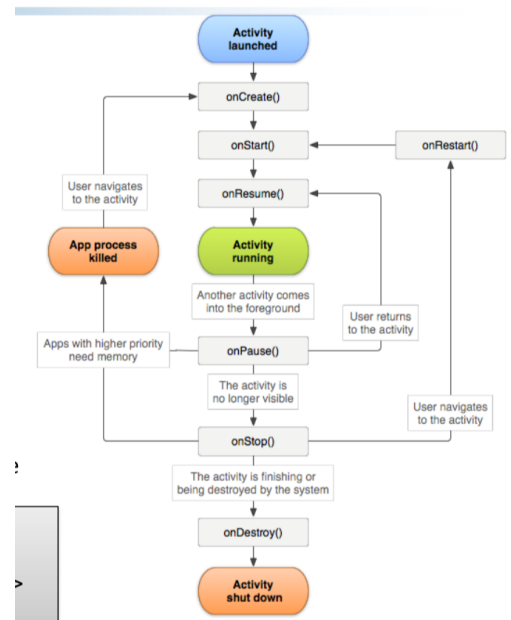 Activity
launched
onCreate()
onStart()
onRestart()
User navigates
to the activity
onResume()
App process
killed
Activity
running
Another activity comes
into the foreground
User returns
to the activity
Apps with higher priority
need memory
onPause()
The activity is
no longer visible
User navigates
to the activity
onStop()
e
The activity is finishing or
being destroyed by the system
onDestroy()
>
Activity
shut down